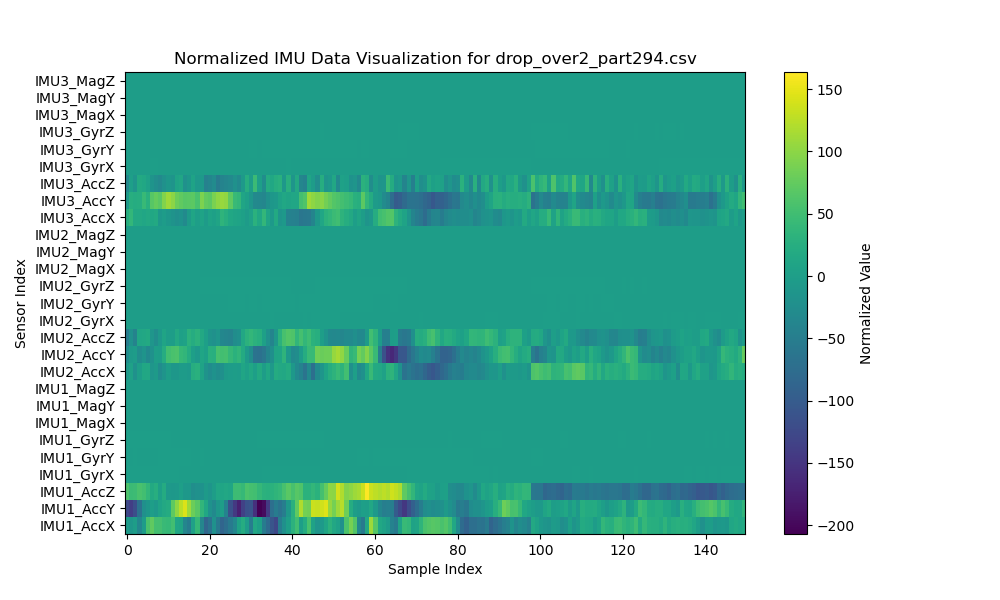 Normalized IMU Data Visualization for drop_over2_part294.csv
IMU3_MagZ
IMU3_MagY
IMU3_MagX
IMU3_GyrZ
IMU3_GyrY
IMU3_GyrX
IMU3_AccZ
IMU3_AccY
IMU3_AccX
IMU2_MagZ
IMU2_MagY
IMU2_MagX
IMU2_GyrZ
IMU2_GyrY
IMU2_GyrX
IMU2_AccZ
IMU2_AccY
IMU2_AccX
IMU1_MagZ
IMU1_MagY
IMU1_MagX
IMU1_GyrZ
IMU1_GyrY
IMU1_GyrX
IMU1_AccZ
IMU1_AccY
IMU1_AccX
Sensor Index
0 20 40 60 80 100 120 140
Sample Index
150
100
50
0
−50
−100
−150
−200
Normalized Value